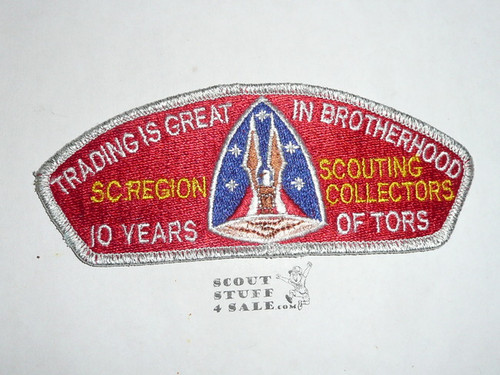 TRADING IS GREAT IN BROTHERHOOD
SC.REGION SCOUTING COLLECTORS
10 YEARS OF TORS
SCOUT
STUFF
4 SALE.com